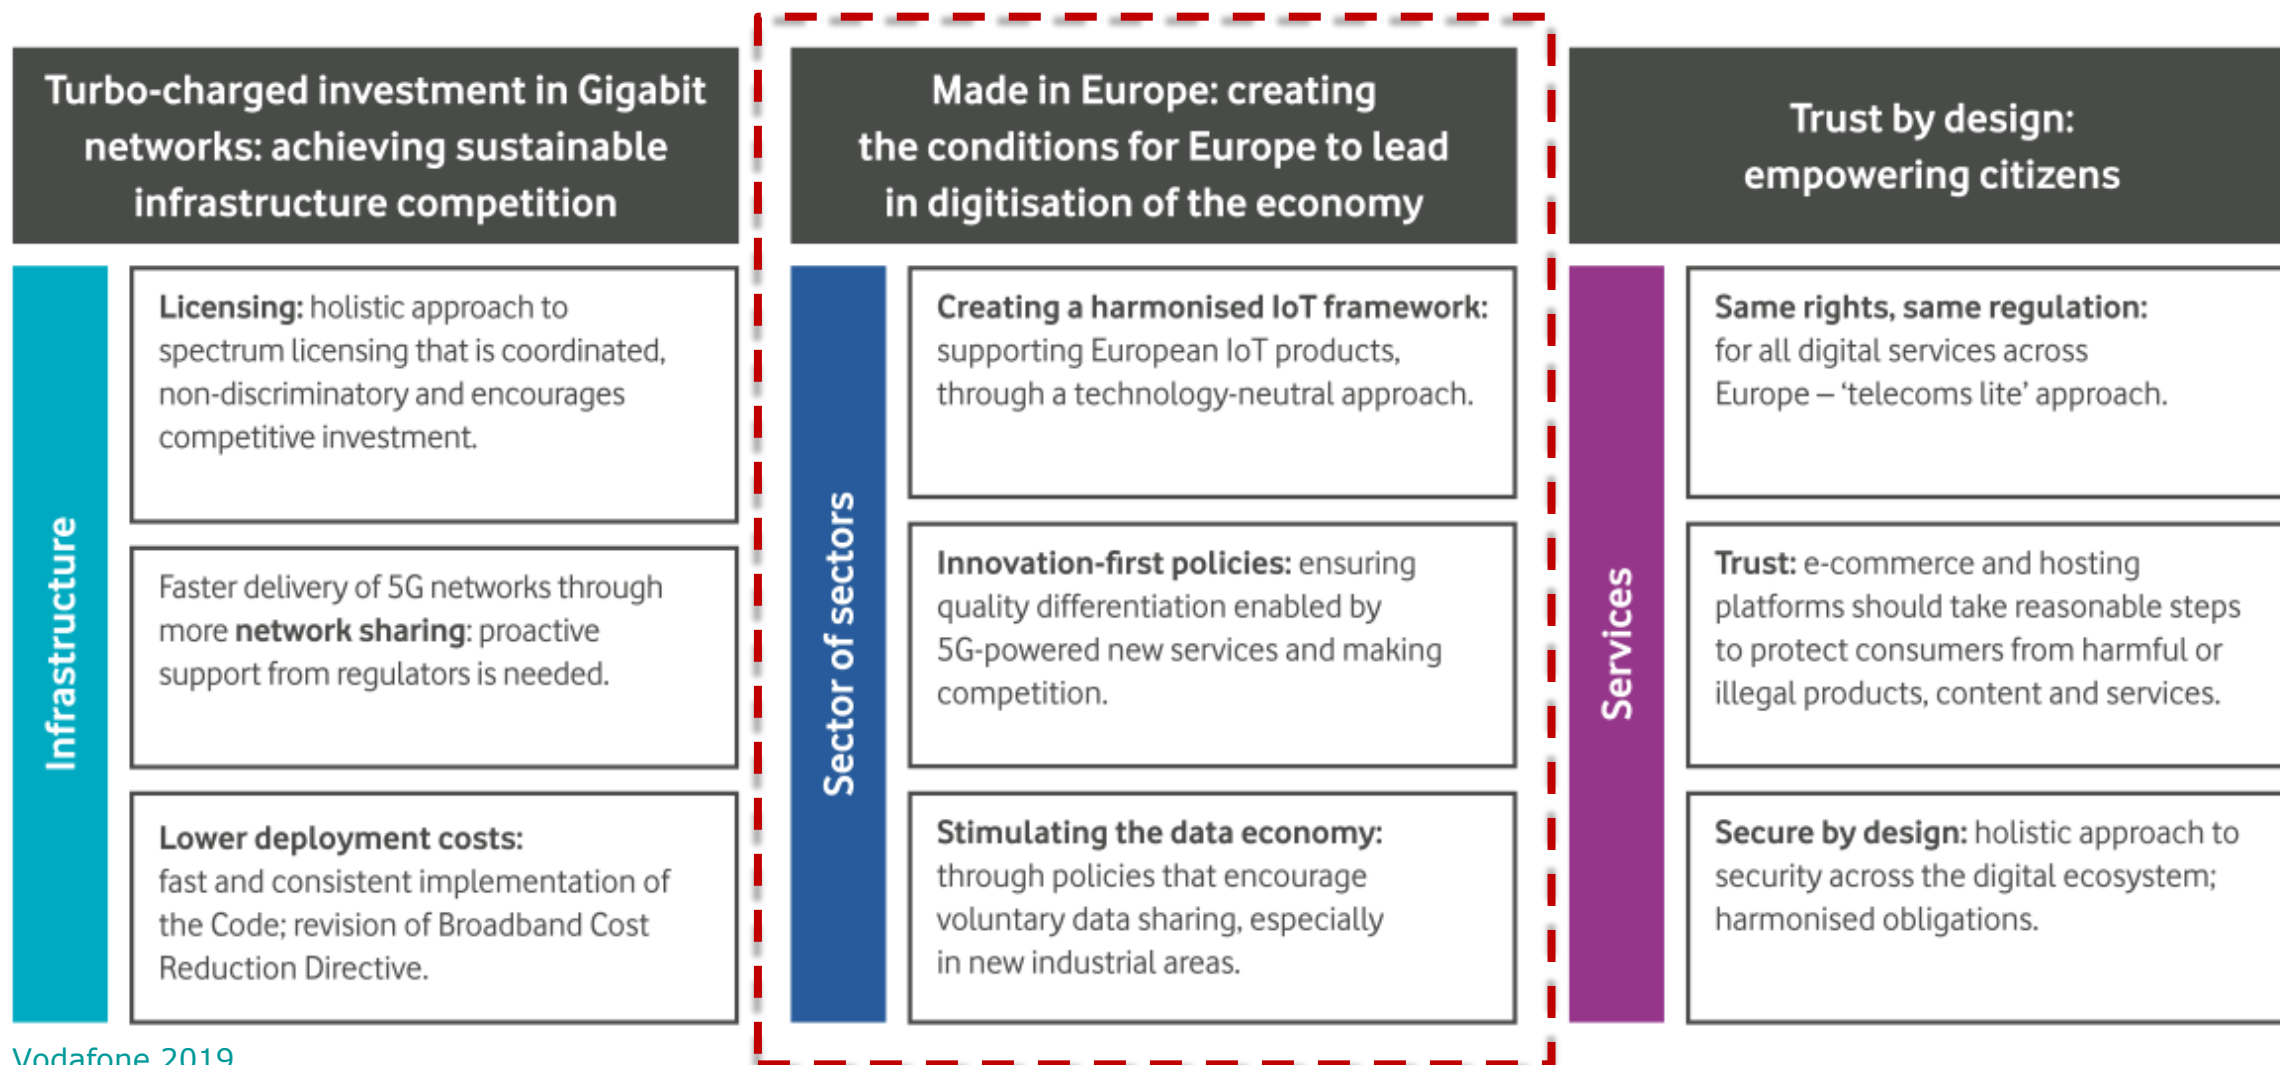 Turbo-charged investment in Gigabit
networks: achieving sustainable
infrastructure competition
Infrastructure
Licensing: holistic approach to
spectrum licensing that is coordinated,
non-discriminatory and encourages
competitive investment.
Faster delivery of 5G networks through
more network sharing: proactive
support from regulators is needed.
Lower deployment costs:
fast and consistent implementation of
the Code; revision of Broadband Cost
Reduction Directive.
Made in Europe: creating
the conditions for Europe to lead
in digitisation of the economy
Sector of sectors
Creating a harmonised IoT framework:
supporting European IoT products,
through a technology-neutral approach.
Innovation-first policies: ensuring
quality differentiation enabled by
5G-powered new services and making
competition.
Stimulating the data economy:
through policies that encourage
voluntary data sharing, especially
in new industrial areas.
Trust by design:
empowering citizens
Services
Same rights, same regulation:
for all digital services across
Europe – ‘telecoms lite’ approach.
Trust: e-commerce and hosting
platforms should take reasonable steps
to protect consumers from harmful or
illegal products, content and services.
Secure by design: holistic approach to
security across the digital ecosystem;
harmonised obligations.
Vodafone 2019